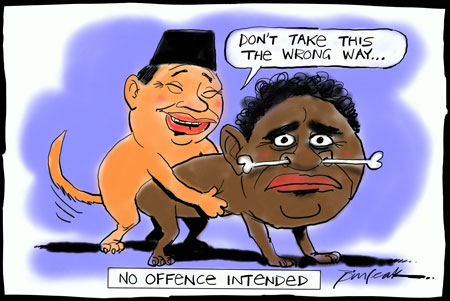 DON'T TAKE THIS
THE WRONG WAY...
NO OFFENCE INTENDED